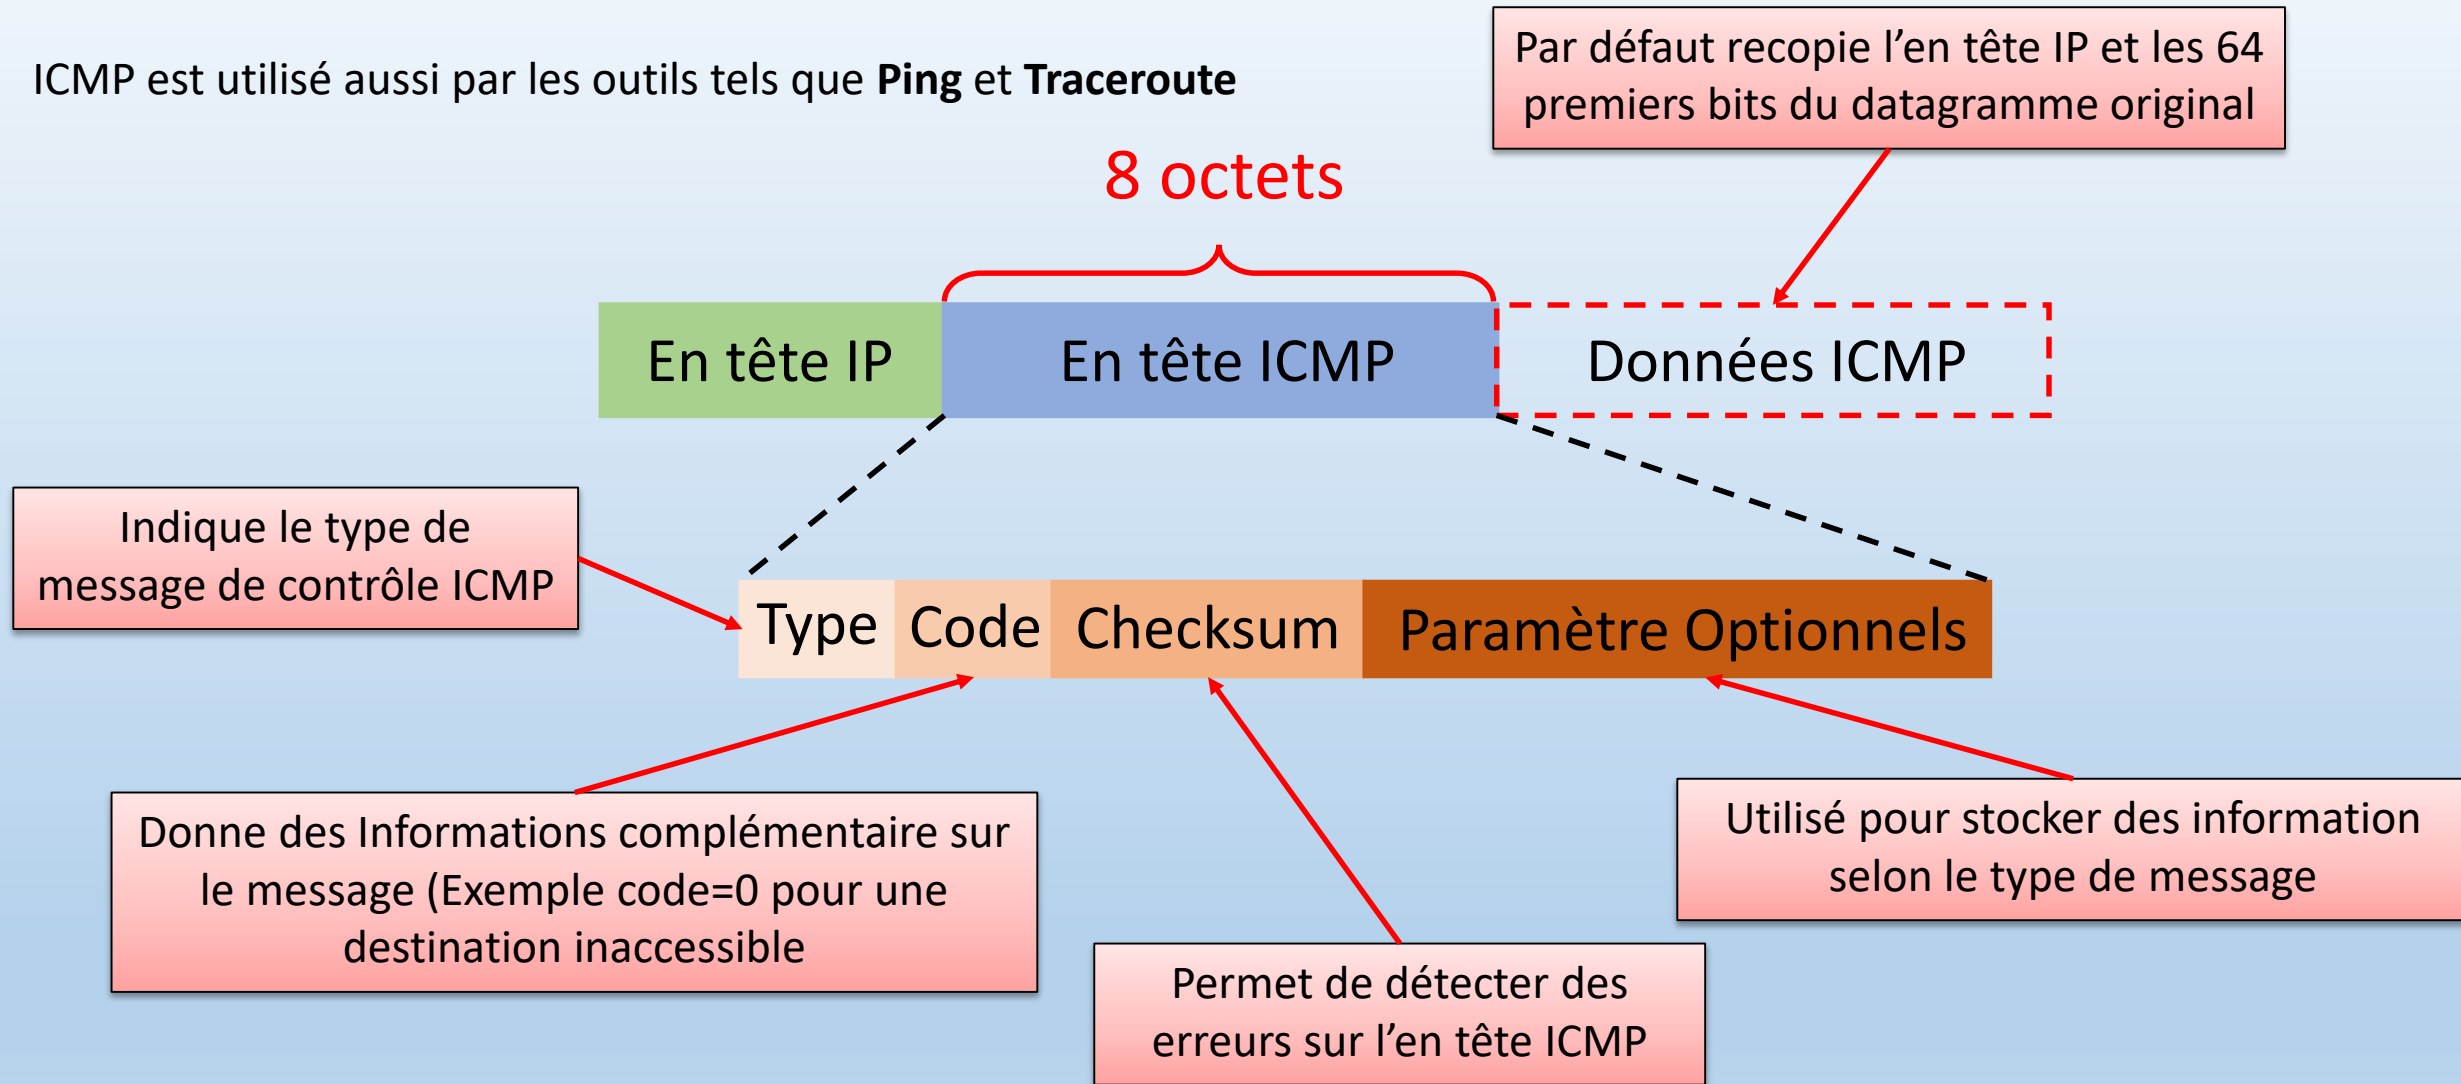 ICMP est utilisé aussi par les outils tels que Ping et Traceroute
Par défaut recopie l’en tête IP et les 64
premiers bits du datagramme original
8 octets
En tête IP
En tête ICMP
Données ICMP
Indique le type de
message de contrôle ICMP
Type
Code
Checksum
Paramètre Optionnels
Donne des Informations complémentaire sur
le message (Exemple code=0 pour une
destination inaccessible
Permet de détecter des
erreurs sur l’en tête ICMP
Utilisé pour stocker des information
selon le type de message